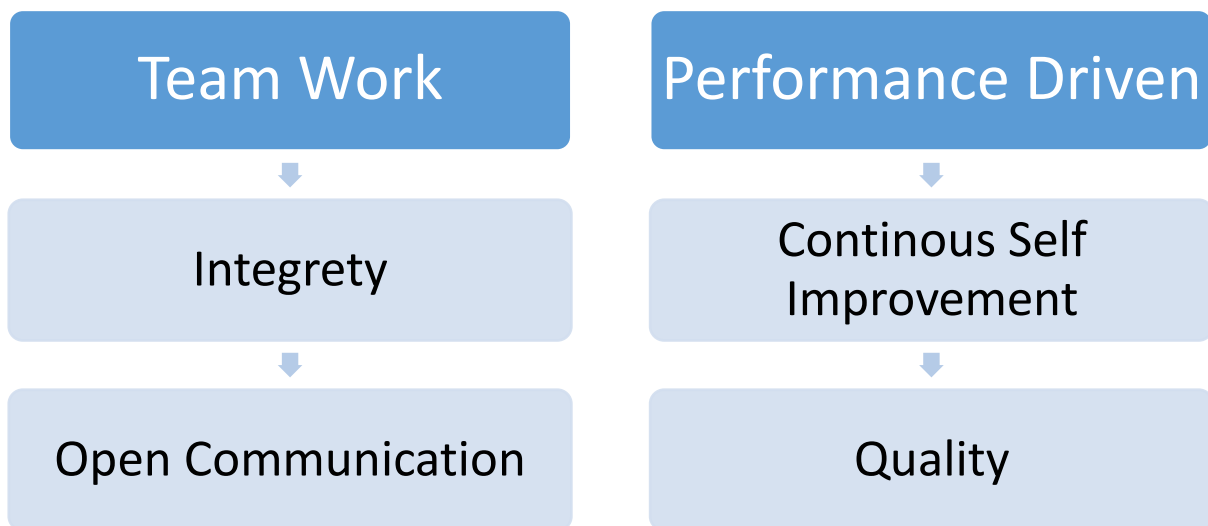 Team Work
Integrety
Open Communication
Performance Driven
Continous Self
Improvement
Quality